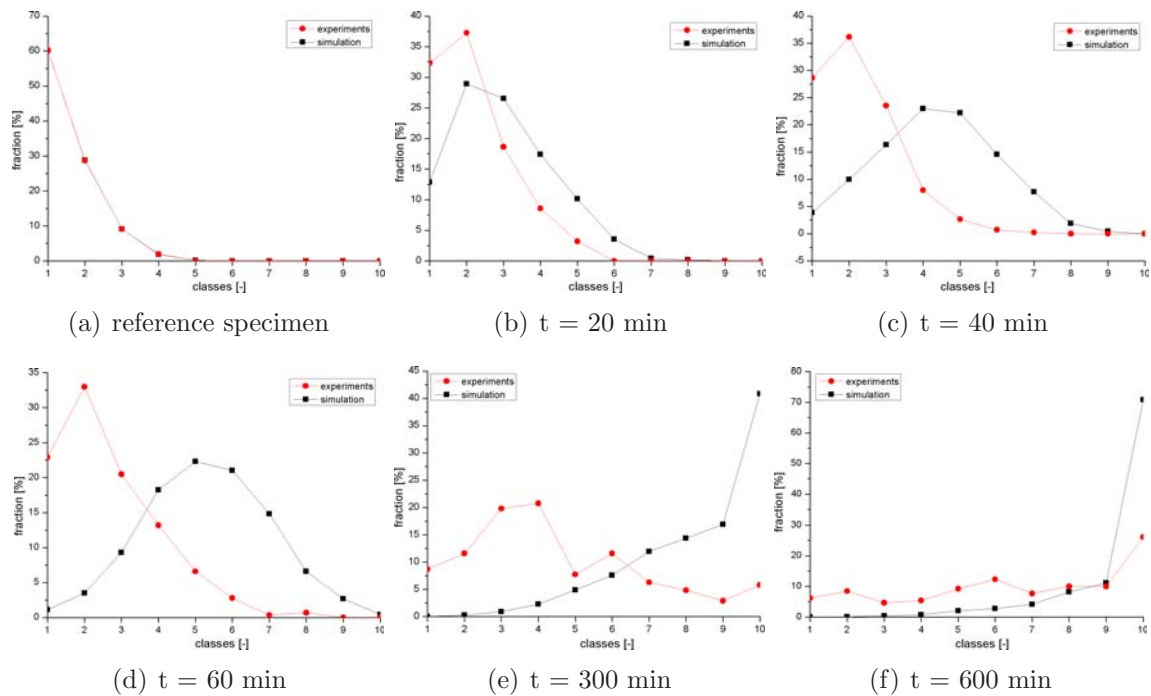 experiments
simulation
fraction [%]
70
60
50
40
30
20
10
0
1 2 3 4 5 6 7 8 9 10
classes [-]
(a) reference specimen
experiments
simulation
fraction [%]
40
35
30
25
20
15
10
5
0
1 2 3 4 5 6 7 8 9 10
classes [-]
(b) t = 20 min
experiments
simulation
fraction [%]
40
35
30
25
20
15
10
5
0
-5
1 2 3 4 5 6 7 8 9 10
classes [-]
(c) t = 40 min
experiments
simulation
fraction [%]
35
30
25
20
15
10
5
0
1 2 3 4 5 6 7 8 9 10
classes [-]
(d) t = 60 min
experiments
simulation
fraction [%]
45
40
35
30
25
20
15
10
5
0
1 2 3 4 5 6 7 8 9 10
classes [-]
(e) t = 300 min
experiments
simulation
fraction [%]
80
70
60
50
40
30
20
10
0
1 2 3 4 5 6 7 8 9 10
classes [-]
(f) t = 600 min